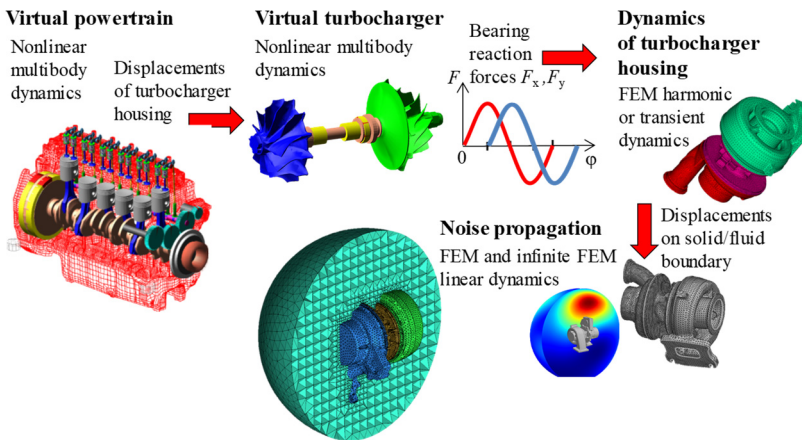 Virtual powertrain
Nonlinear
multibody
dynamics
Displacements
of turbocharger
housing
Virtual turbocharger
Nonlinear multibody
dynamics
Bearing
reaction
forces Fx ,Fy
F
0
φ
Dynamics
of turbocharger
housing
FEM harmonic
or transient
dynamics
Displacements
on solid/fluid
boundary
Noise propagation
FEM and infinite FEM
linear dynamics